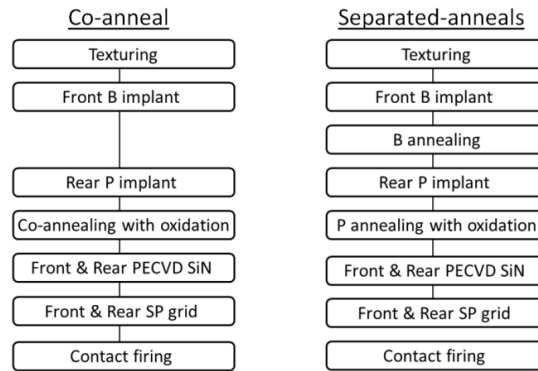 Co-anneal
Texturing
Front B implant
Rear P implant
Co-annealing with oxidation
Front & Rear PECVD SiN
Front & Rear SP grid
Contact firing
Separated-anneals
Texturing
Front B implant
B annealing
Rear P implant
P annealing with oxidation
Front & Rear PECVD SiN
Front & Rear SP grid
Contact firing